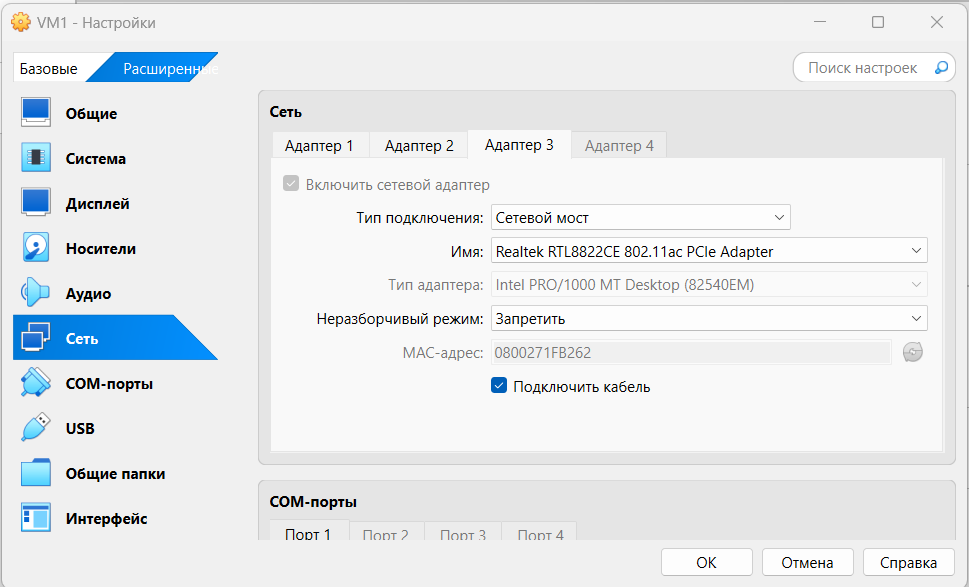 VM1 - Настройки
Базовые
Расширенные
Поиск настроек
Общие
Система
Дисплей
Носители
Аудио
Сеть
COM-порты
USB
Общие папки
Интерфейс
Сеть
Адаптер 1
Адаптер 2
Адаптер 3
Адаптер 4
Включить сетевой адаптер
Тип подключения: Сетевой мост
Имя: Realtek RTL8822CE 802.11ac PCIe Adapter
Тип адаптера: Intel PRO/1000 MT Desktop (82540EM)
Неразборчивый режим: Запретить
MAC-адрес: 0800271FB262
Подключить кабель
COM-порты
Порт 1
Порт 2
Порт 3
Порт 4
OK
Отмена
Справка